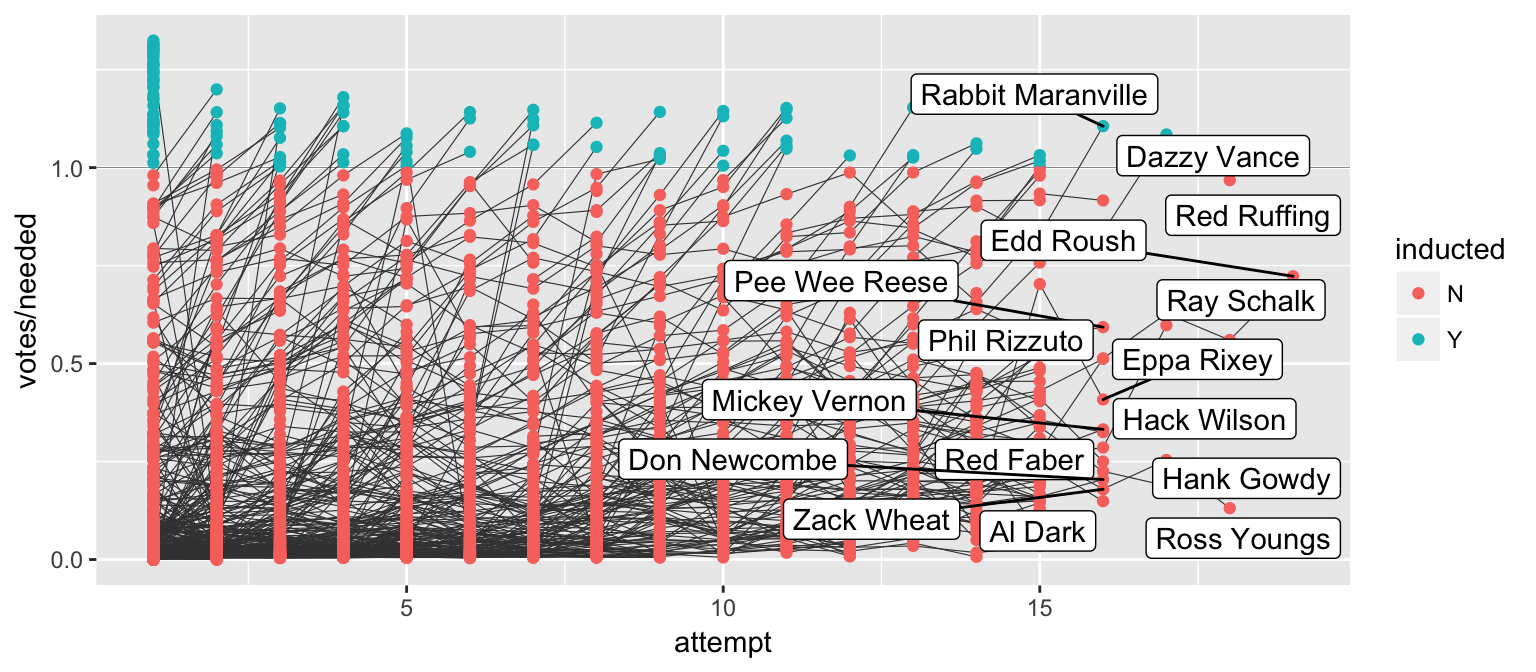 Rabbit Maranville
Dazzy Vance
Red Ruffing
Edd Roush
Pee Wee Reese
Ray Schalk
Phil Rizzuto
Eppa Rixey
Mickey Vernon
Hack Wilson
Don Newcombe
Red Faber
Hank Gowdy
Zack Wheat
Al Dark
Ross Youngs
votes/needed
1.0
0.5
0.0
5
10
15
attempt
inducted
N
Y